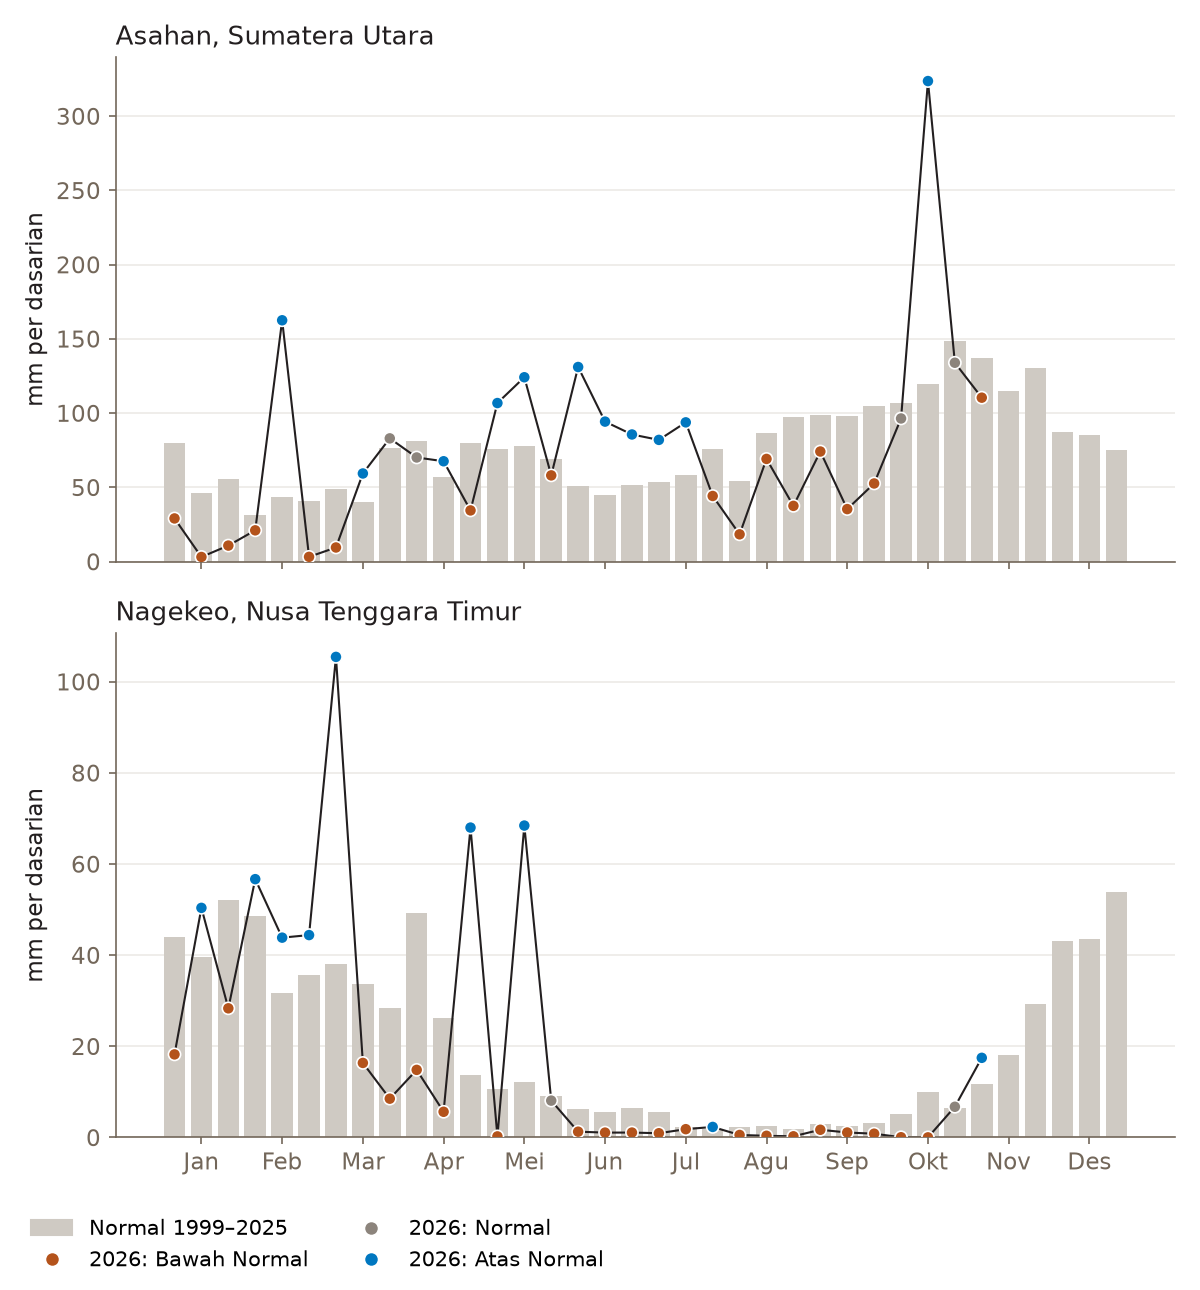 Asahan, Sumatera Utara
mm per dasarian
300
250
200
150
100
50
0
Nagekeo, Nusa Tenggara Timur
mm per dasarian
100
80
60
40
20
0
Jan Feb Mar Apr Mei Jun Jul Agu Sep Okt Nov Des
Normal 1999–2025
2026: Bawah Normal
2026: Normal
2026: Atas Normal